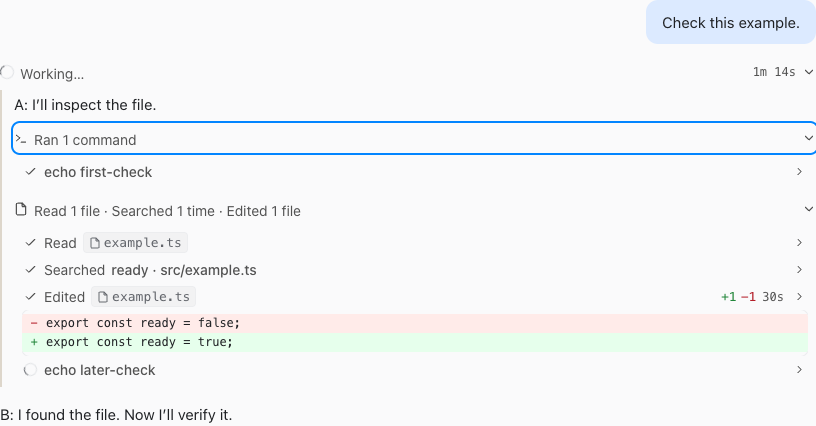 Check this example.
Working... 1m 14s
A: I’ll inspect the file.
Ran 1 command
echo first-check
Read 1 file · Searched 1 time · Edited 1 file
Read example.ts
Searched ready · src/example.ts
Edited example.ts +1 −1 30s
− export const ready = false;
+ export const ready = true;
echo later-check
B: I found the file. Now I’ll verify it.